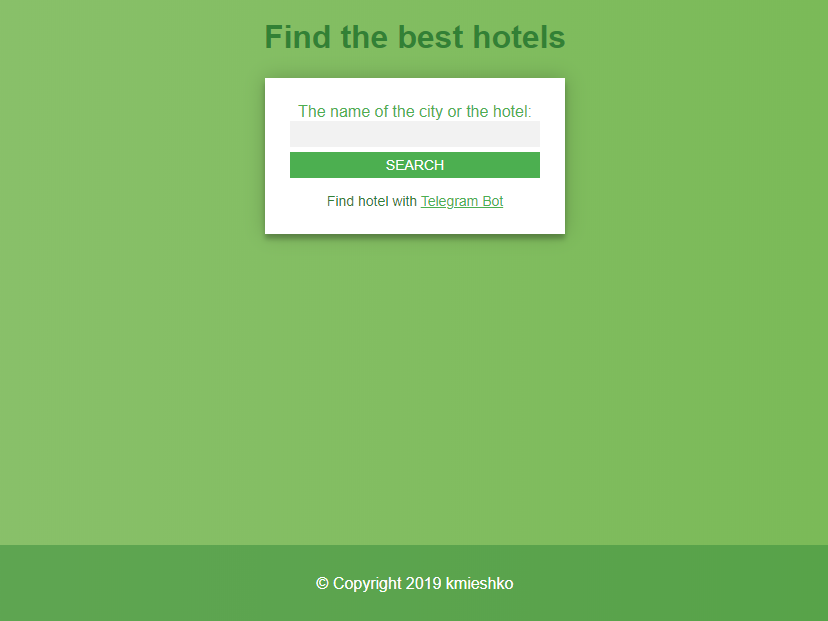 Find the best hotels
The name of the city or the hotel:
SEARCH
Find hotel with Telegram Bot
© Copyright 2019 kmieshko